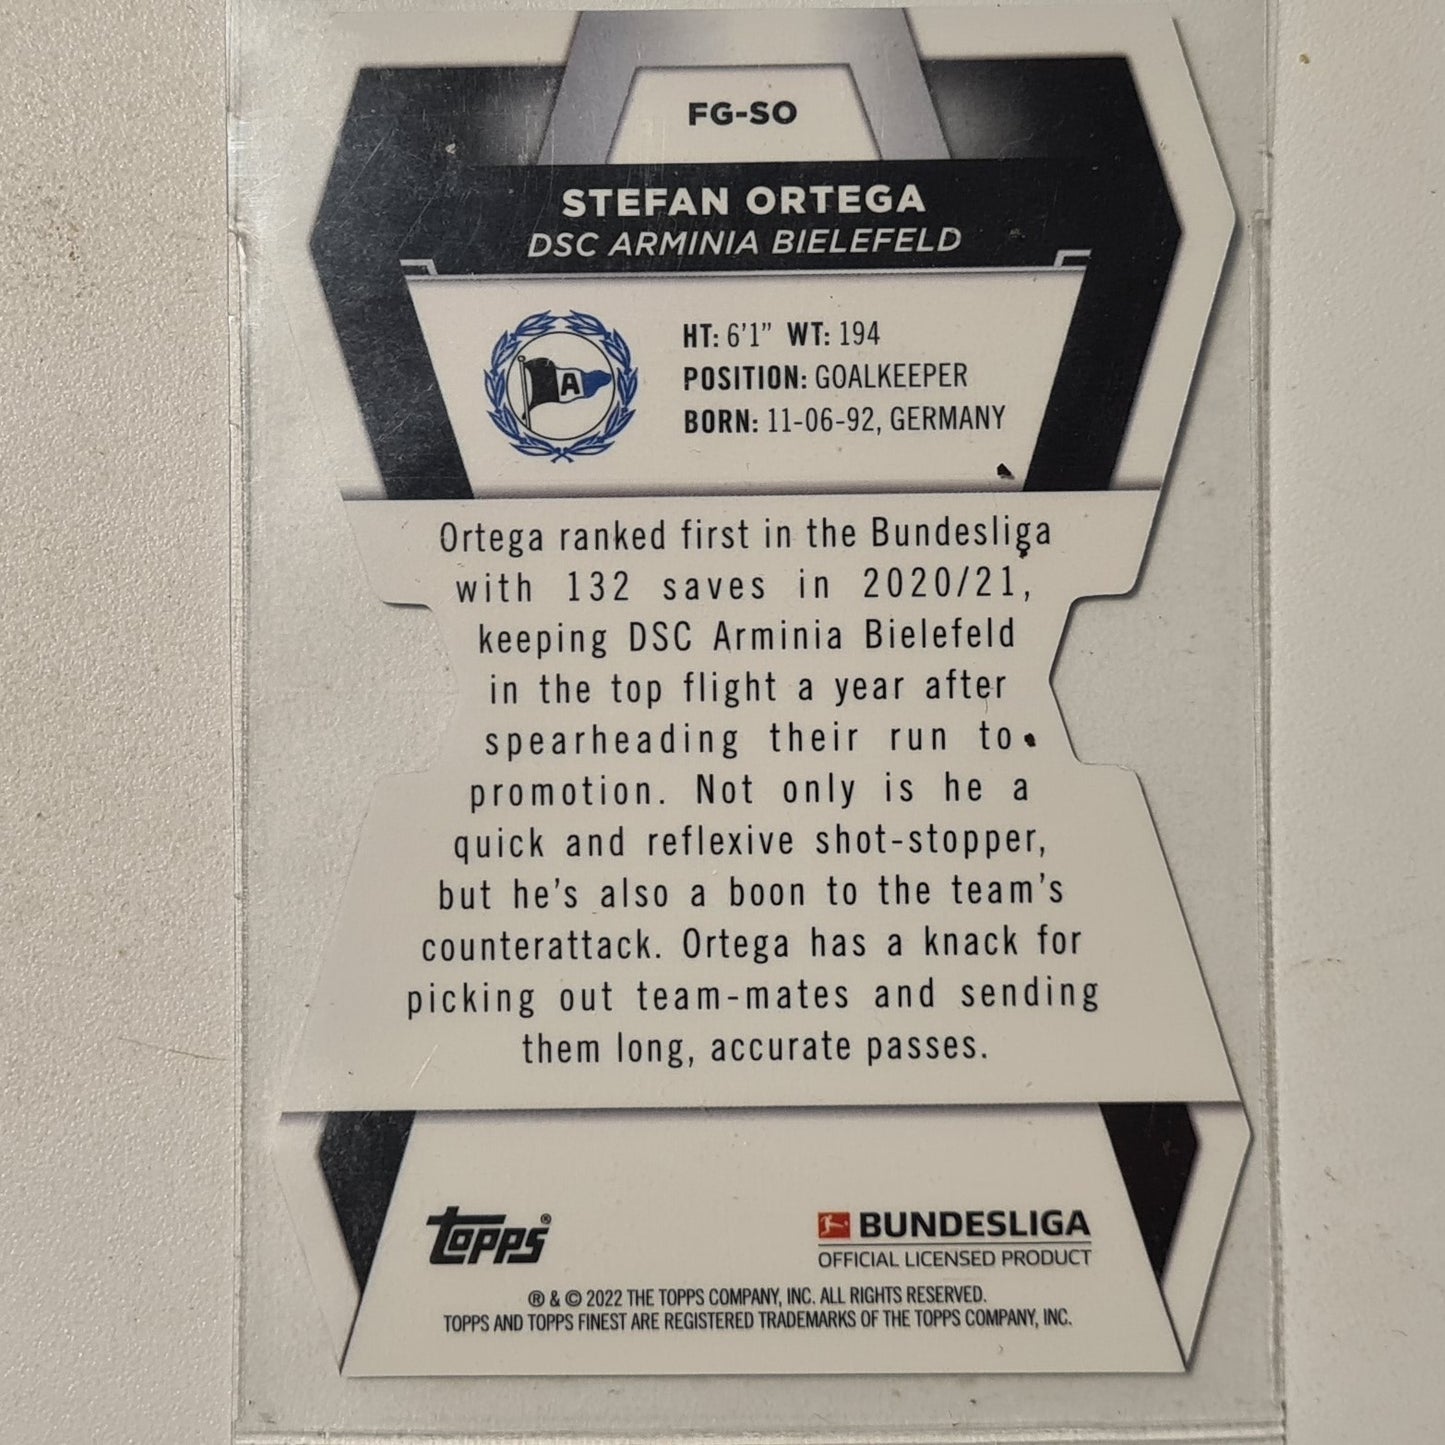 FG-SO
STEFAN ORTEGA
DSC ARMINIA BIELEFELD
A
HT: 6'1" WT: 194
POSITION: GOALKEEPER
BORN: 11-06-92, GERMANY
Ortega ranked first in the Bundesliga
with 132 saves in 2020/21,
keeping DSC Arminia Bielefeld
in the top flight a year after
spearheading their run to
promotion. Not only is he a
quick and reflexive shot-stopper,
but he's also a boon to the team's
counterattack. Ortega has a knack for
picking out team-mates and sending
them long, accurate passes.
topps®
BUNDESLIGA
OFFICIAL LICENSED PRODUCT
® & © 2022 THE TOPPS COMPANY, INC. ALL RIGHTS RESERVED.
TOPPS AND TOPPS FINEST ARE REGISTERED TRADEMARKS OF THE TOPPS COMPANY, INC.